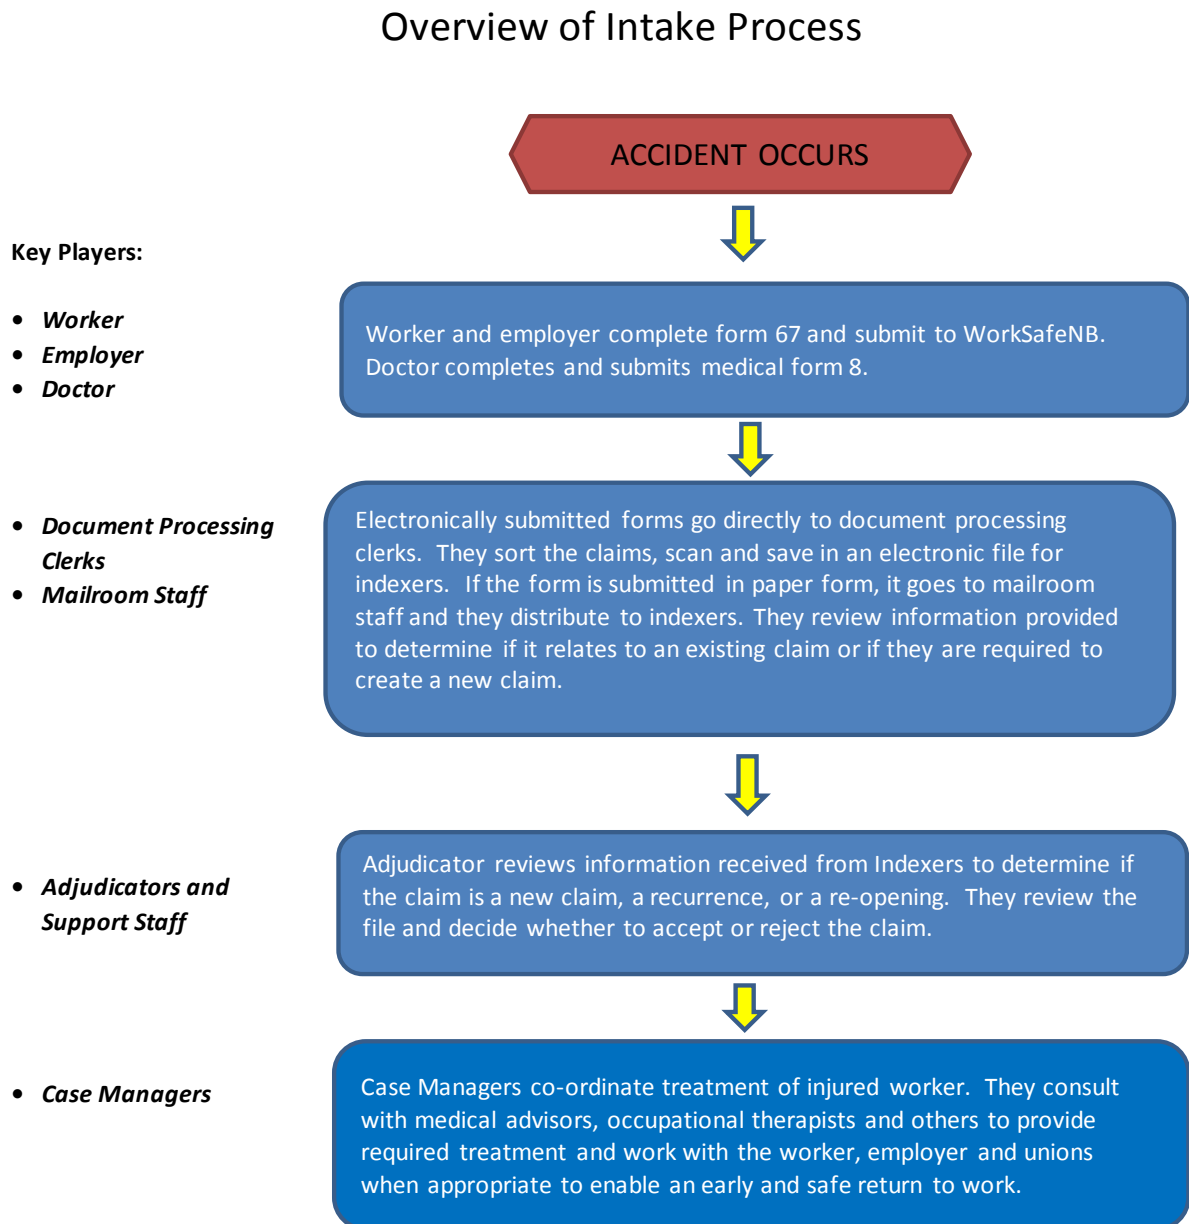 Overview of Intake Process
ACCIDENT OCCURS
Key Players:
• Worker
• Employer
• Doctor
Worker and employer complete form 67 and submit to WorkSafeNB.
Doctor completes and submits medical form 8.
• Document Processing
Clerks
• Mailroom Staff
Electronically submitted forms go directly to document processing
clerks. They sort the claims, scan and save in an electronic file for
indexers. If the form is submitted in paper form, it goes to mailroom
staff and they distribute to indexers. They review information provided
to determine if it relates to an existing claim or if they are required to
create a new claim.
• Adjudicators and
Support Staff
Adjudicator reviews information received from Indexers to determine if
the claim is a new claim, a recurrence, or a re-opening. They review the
file and decide whether to accept or reject the claim.
• Case Managers
Case Managers co-ordinate treatment of injured worker. They consult
with medical advisors, occupational therapists and others to provide
required treatment and work with the worker, employer and unions
when appropriate to enable an early and safe return to work.